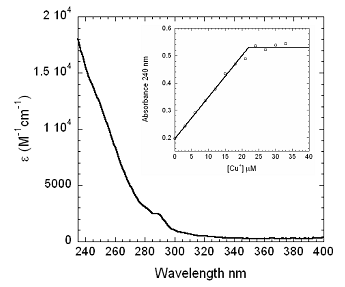 2 10⁴
1.5 10⁴
1 10⁴
5000
0
ε (M⁻¹cm⁻¹)
240 260 280 300 320 340 360 380 400
Wavelength nm
0.6
0.5
0.4
0.3
0.2
Absorbance 240 nm
0 5 10 15 20 25 30 35 40
[Cu⁺] μM